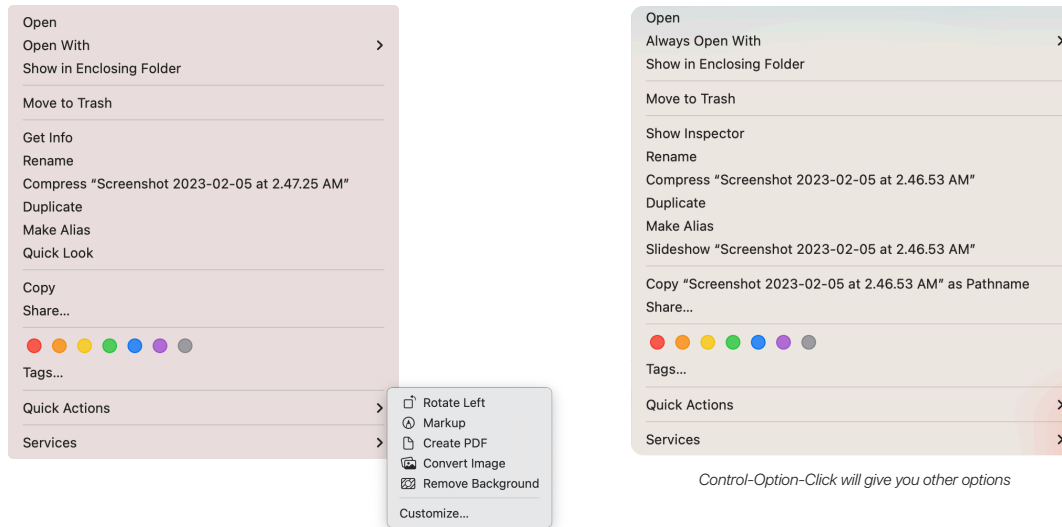 Open
Open With
Show in Enclosing Folder
Move to Trash
Get Info
Rename
Compress “Screenshot 2023-02-05 at 2.47.25 AM”
Duplicate
Make Alias
Quick Look
Copy
Share...
Tags...
Quick Actions
Services
Rotate Left
Markup
Create PDF
Convert Image
Remove Background
Customize...
Open
Always Open With
Show in Enclosing Folder
Move to Trash
Show Inspector
Rename
Compress “Screenshot 2023-02-05 at 2.46.53 AM”
Duplicate
Make Alias
Slideshow “Screenshot 2023-02-05 at 2.46.53 AM”
Copy “Screenshot 2023-02-05 at 2.46.53 AM” as Pathname
Share...
Tags...
Quick Actions
Services
Control-Option-Click will give you other options